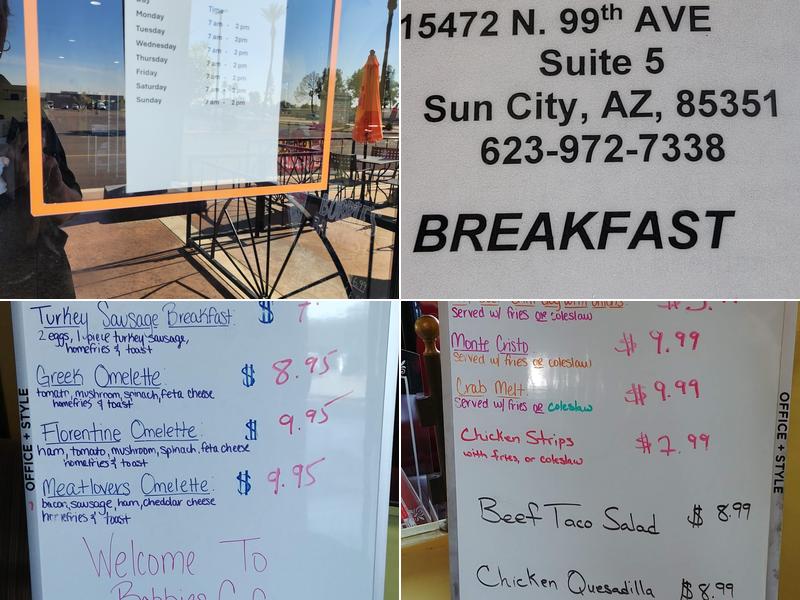 Day
Time
Monday 7 am - 2 pm
Tuesday 7 am - 2 pm
Wednesday 7 am - 2 pm
Thursday 7 am - 2 pm
Friday 7 am - 2 pm
Saturday 7 am - 2 pm
Sunday 7 am - 2 pm
15472 N. 99th AVE
Suite 5
Sun City, AZ, 85351
623-972-7338
BREAKFAST
Turkey Sausage Breakfast: $ 7.
2 eggs, 1 piece turkey sausage,
homefries & toast
Greek Omelette: $ 8.95
tomato, mushroom, spinach, feta cheese
homefries & toast
Florentine Omelette: $ 9.95
ham, tomato, mushroom, spinach, feta cheese
homefries & toast
Meatlovers Omelette: $ 9.95
bacon, sausage, ham, cheddar cheese
homefries & toast
Welcome To
OFFICE + STYLE
with onions
Served w/ fries or coleslaw
Monte Cristo $ 9.99
Served w/ fries or coleslaw
Crab Melt: $ 9.99
Served w/ fries or coleslaw
Chicken Strips $ 7.99
with fries, or coleslaw
Beef Taco Salad $ 8.99
Chicken Quesadilla $ 8.99
OFFICE + STYLE